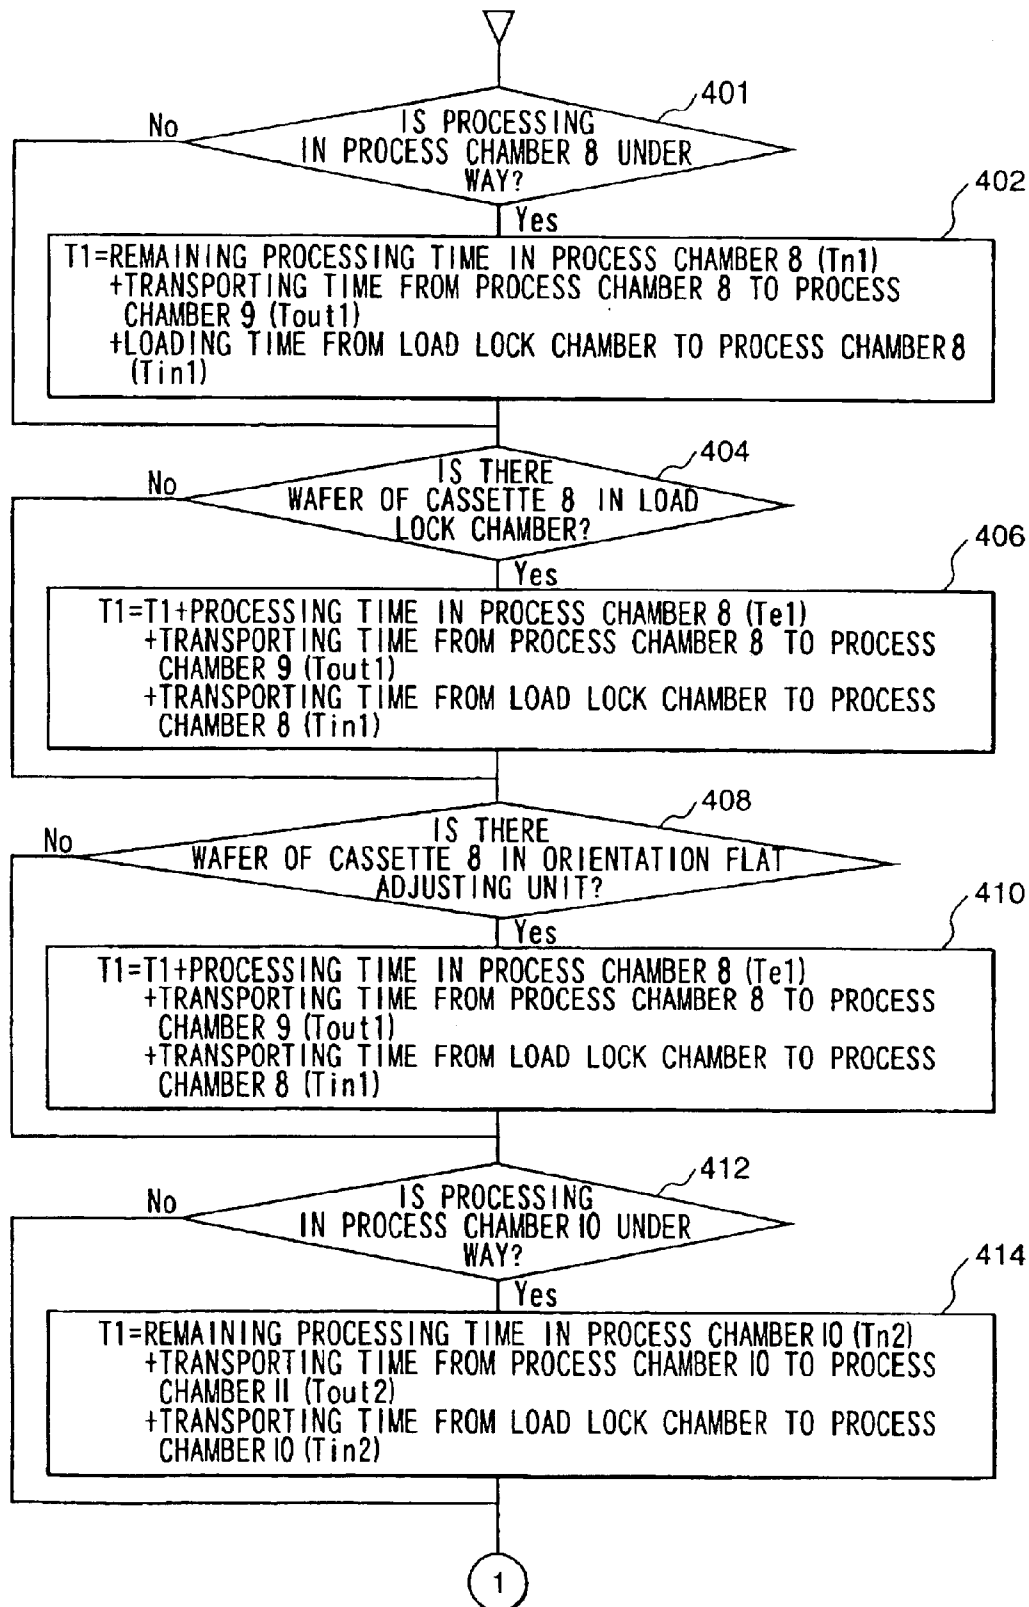 401
No
IS PROCESSING
IN PROCESS CHAMBER 8 UNDER
WAY?
Yes
402
T1=REMAINING PROCESSING TIME IN PROCESS CHAMBER 8 (Tn1)
+TRANSPORTING TIME FROM PROCESS CHAMBER 8 TO PROCESS
CHAMBER 9 (Tout1)
+LOADING TIME FROM LOAD LOCK CHAMBER TO PROCESS CHAMBER 8
(Tin1)
404
No
IS THERE
WAFER OF CASSETTE 8 IN LOAD
LOCK CHAMBER?
Yes
406
T1=T1+PROCESSING TIME IN PROCESS CHAMBER 8 (Te1)
+TRANSPORTING TIME FROM PROCESS CHAMBER 8 TO PROCESS
CHAMBER 9 (Tout1)
+TRANSPORTING TIME FROM LOAD LOCK CHAMBER TO PROCESS
CHAMBER 8 (Tin1)
408
No
IS THERE
WAFER OF CASSETTE 8 IN ORIENTATION FLAT
ADJUSTING UNIT?
Yes
410
T1=T1+PROCESSING TIME IN PROCESS CHAMBER 8 (Te1)
+TRANSPORTING TIME FROM PROCESS CHAMBER 8 TO PROCESS
CHAMBER 9 (Tout1)
+TRANSPORTING TIME FROM LOAD LOCK CHAMBER TO PROCESS
CHAMBER 8 (Tin1)
412
No
IS PROCESSING
IN PROCESS CHAMBER 10 UNDER
WAY?
Yes
414
T1=REMAINING PROCESSING TIME IN PROCESS CHAMBER 10 (Tn2)
+TRANSPORTING TIME FROM PROCESS CHAMBER 10 TO PROCESS
CHAMBER 11 (Tout2)
+TRANSPORTING TIME FROM LOAD LOCK CHAMBER TO PROCESS
CHAMBER 10 (Tin2)
1